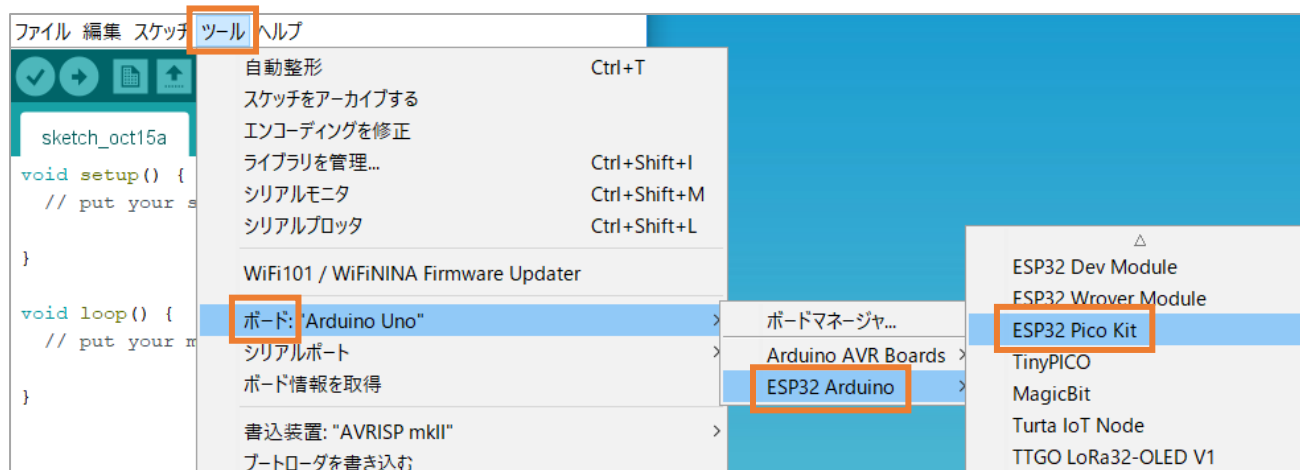 ファイル 編集 スケッチ ツール ヘルプ
sketch_oct15a
void setup() {
// put your s
}
void loop() {
// put your m
}
自動整形 Ctrl+T
スケッチをアーカイブする
エンコーディングを修正
ライブラリを管理... Ctrl+Shift+I
シリアルモニタ Ctrl+Shift+M
シリアルプロッタ Ctrl+Shift+L
WiFi101 / WiFiNINA Firmware Updater
ボード: "Arduino Uno"
シリアルポート
ボード情報を取得
書込装置: "AVRISP mkII"
ブートローダを書き込む
ボードマネージャ...
Arduino AVR Boards
ESP32 Arduino
ESP32 Dev Module
ESP32 Wrover Module
ESP32 Pico Kit
TinyPICO
MagicBit
Turta IoT Node
TTGO LoRa32-OLED V1